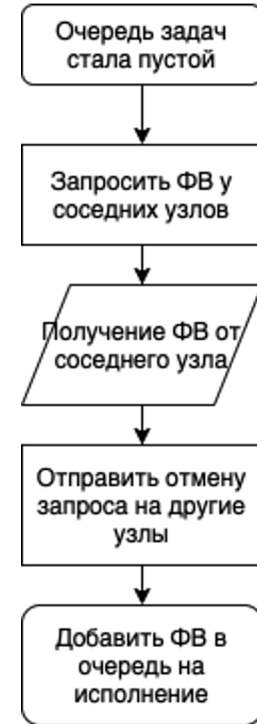 Очередь задач
стала пустой
Запросить ФВ у
соседних узлов
Получение ФВ от
соседнего узла
Отправить отмену
запроса на другие
узлы
Добавить ФВ в
очередь на
исполнение